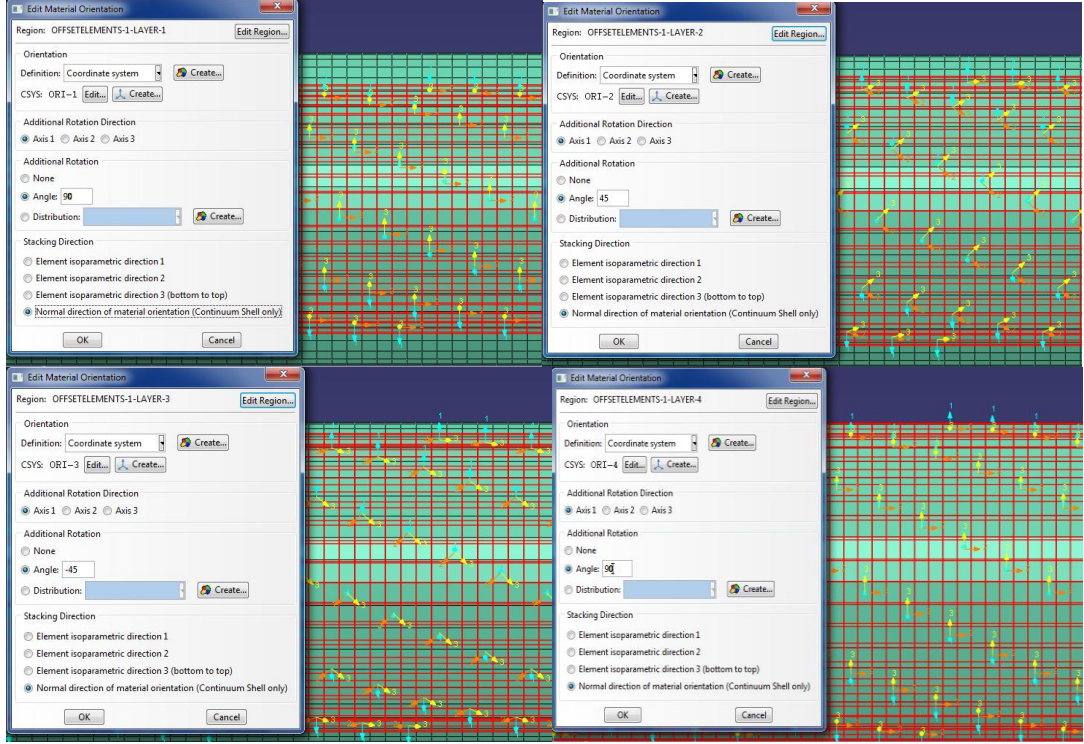 Edit Material Orientation
Region: OFFSETELEMENTS-1-LAYER-1 Edit Region...
Orientation
Definition: Coordinate system Create...
CSYS: ORI-1 Edit... Create...
Additional Rotation Direction
Axis 1 Axis 2 Axis 3
Additional Rotation
None
Angle: 90
Distribution: Create...
Stacking Direction
Element isoparametric direction 1
Element isoparametric direction 2
Element isoparametric direction 3 (bottom to top)
Normal direction of material orientation (Continuum Shell only)
OK Cancel
Edit Material Orientation
Region: OFFSETELEMENTS-1-LAYER-2 Edit Region...
Orientation
Definition: Coordinate system Create...
CSYS: ORI-2 Edit... Create...
Additional Rotation Direction
Axis 1 Axis 2 Axis 3
Additional Rotation
None
Angle: 45
Distribution: Create...
Stacking Direction
Element isoparametric direction 1
Element isoparametric direction 2
Element isoparametric direction 3 (bottom to top)
Normal direction of material orientation (Continuum Shell only)
OK Cancel
Edit Material Orientation
Region: OFFSETELEMENTS-1-LAYER-3 Edit Region...
Orientation
Definition: Coordinate system Create...
CSYS: ORI-3 Edit... Create...
Additional Rotation Direction
Axis 1 Axis 2 Axis 3
Additional Rotation
None
Angle: -45
Distribution: Create...
Stacking Direction
Element isoparametric direction 1
Element isoparametric direction 2
Element isoparametric direction 3 (bottom to top)
Normal direction of material orientation (Continuum Shell only)
OK Cancel
Edit Material Orientation
Region: OFFSETELEMENTS-1-LAYER-4 Edit Region...
Orientation
Definition: Coordinate system Create...
CSYS: ORI-4 Edit... Create...
Additional Rotation Direction
Axis 1 Axis 2 Axis 3
Additional Rotation
None
Angle: 90
Distribution: Create...
Stacking Direction
Element isoparametric direction 1
Element isoparametric direction 2
Element isoparametric direction 3 (bottom to top)
Normal direction of material orientation (Continuum Shell only)
OK Cancel